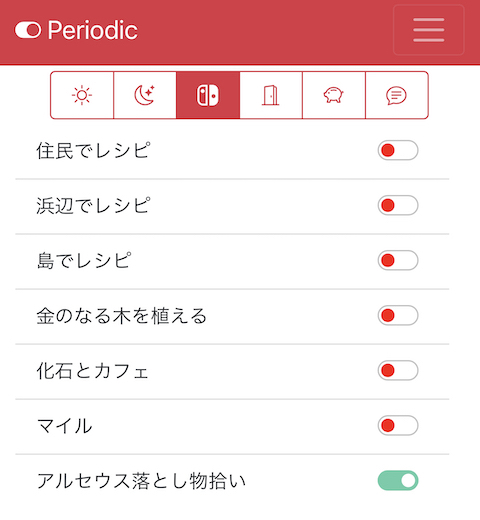 Periodic
住民でレシピ
浜辺でレシピ
島でレシピ
金のなる木を植える
化石とカフェ
マイル
アルセウス落とし物拾い